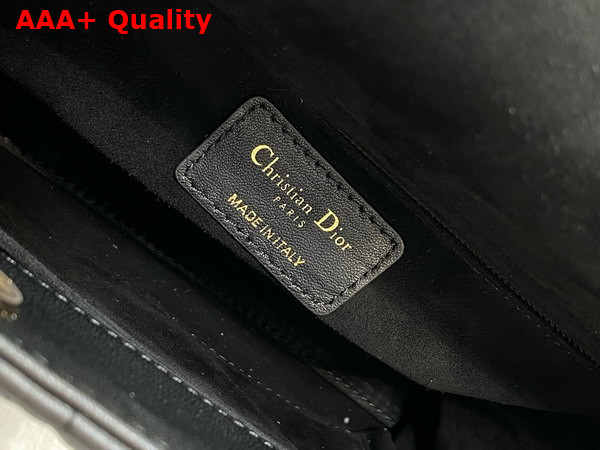 AAA+ Quality
Christian Dior
PARIS
MADE IN ITALY